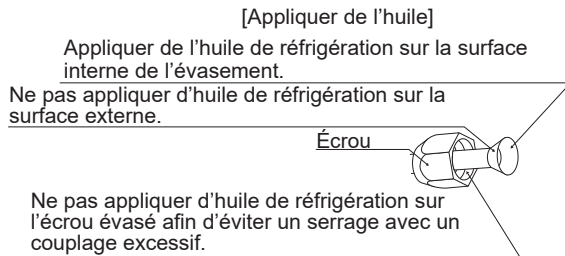 [Appliquer de l’huile]
Appliquer de l’huile de réfrigération sur la surface
interne de l’évasement.
Ne pas appliquer d’huile de réfrigération sur la
surface externe.
Écrou
Ne pas appliquer d’huile de réfrigération sur
l’écrou évasé afin d’éviter un serrage avec un
couplage excessif.